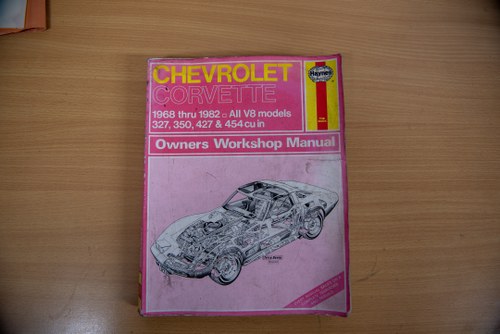 CHEVROLET
CORVETTE
1968 thru 1982 □ All V8 models
327, 350, 427 & 454 cu in
Haynes
Owners Workshop Manual